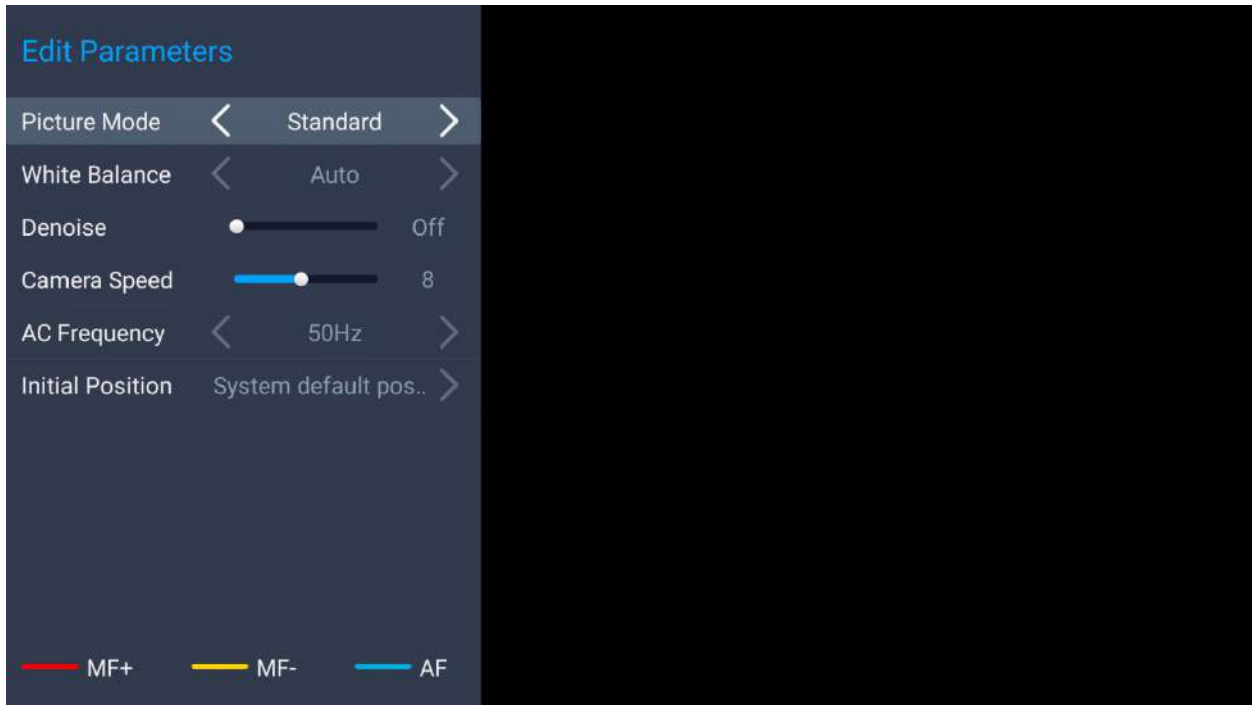 Edit Parameters
Picture Mode Standard
White Balance Auto
Denoise Off
Camera Speed 8
AC Frequency 50Hz
Initial Position System default pos..
MF+ MF- AF